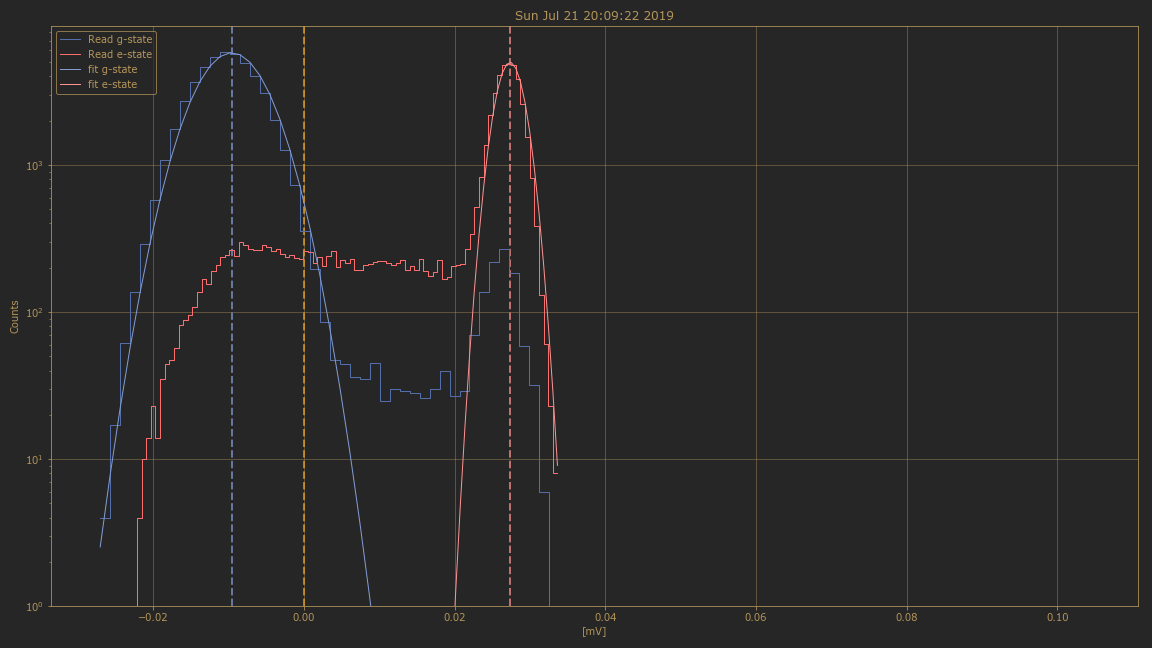 Sun Jul 21 20:09:22 2019
Read g-state
Read e-state
fit g-state
fit e-state
10³
10²
10¹
10⁰
Counts
−0.02 0.00 0.02 0.04 0.06 0.08 0.10
[mV]